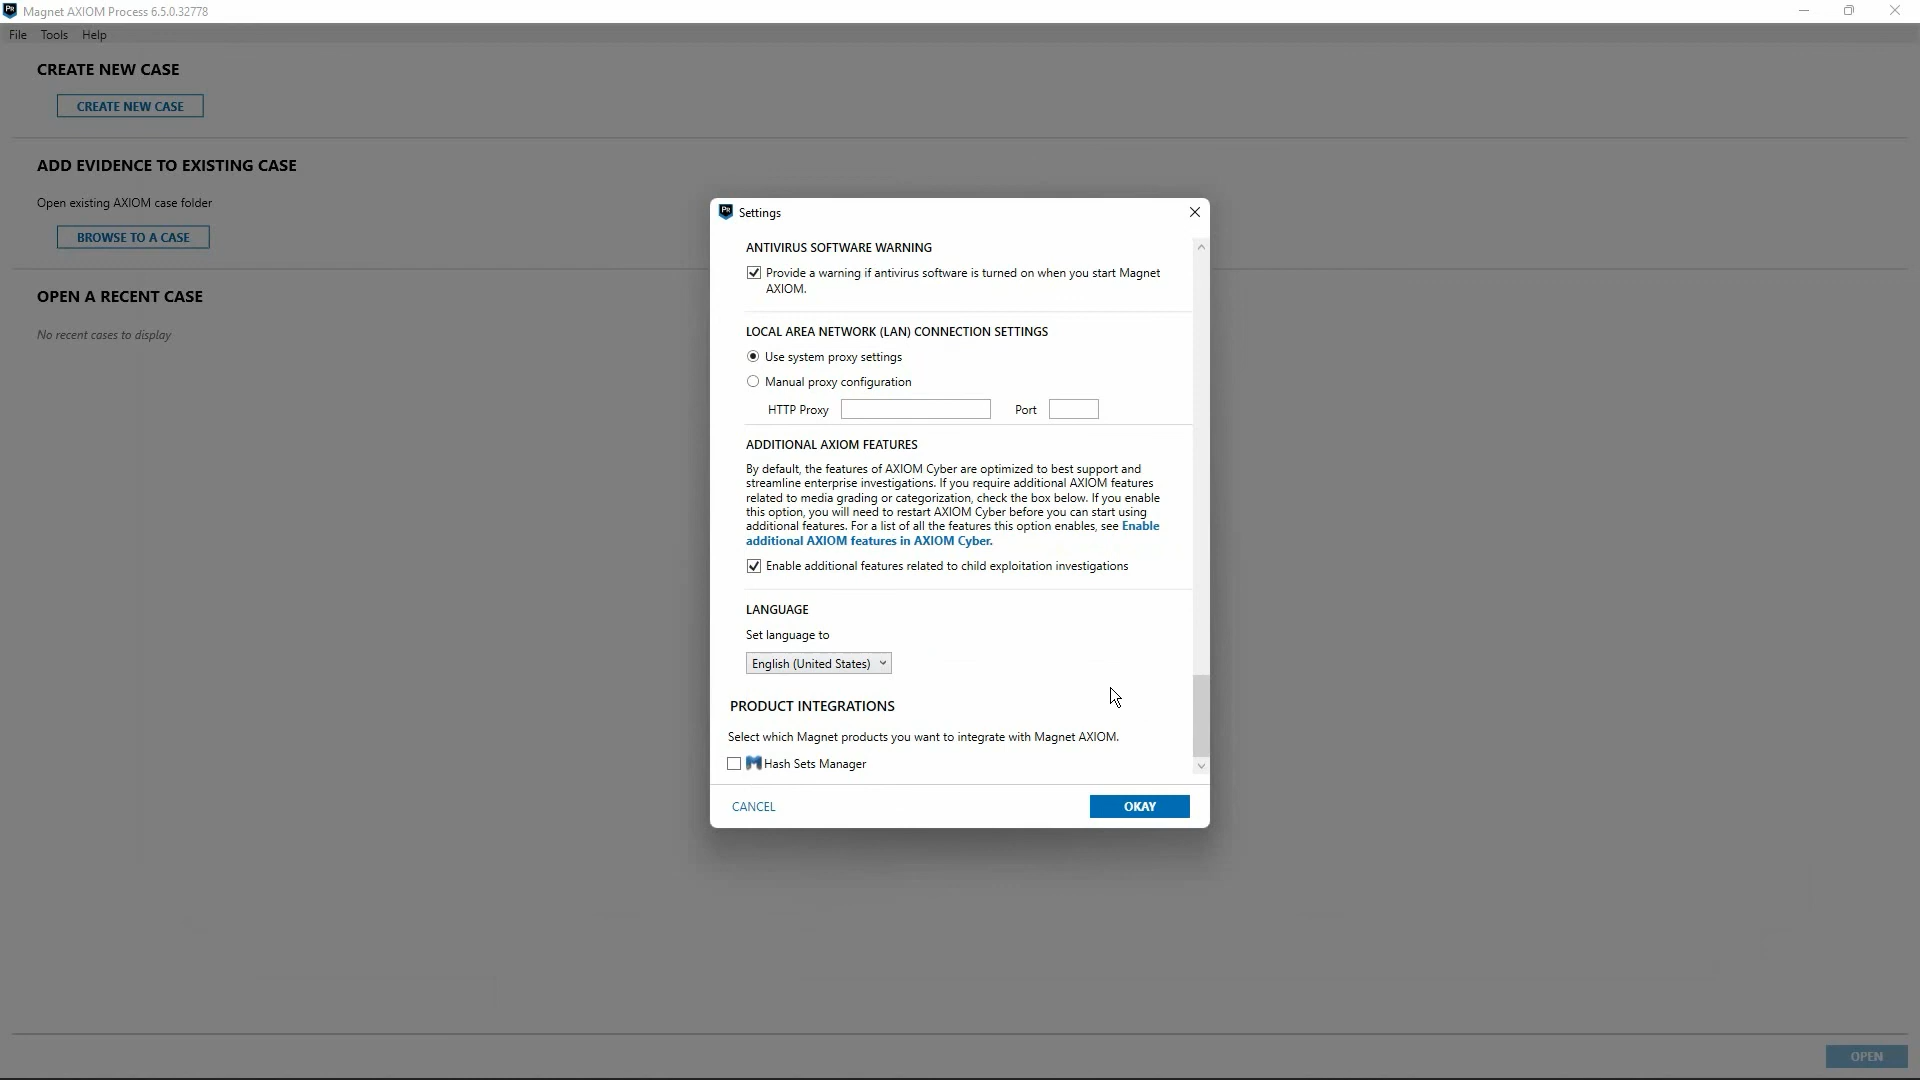 Magnet AXIOM Process 6.5.0.32778
File Tools Help
CREATE NEW CASE
CREATE NEW CASE
ADD EVIDENCE TO EXISTING CASE
Open existing AXIOM case folder
BROWSE TO A CASE
OPEN A RECENT CASE
No recent cases to display
Settings
ANTIVIRUS SOFTWARE WARNING
Provide a warning if antivirus software is turned on when you start Magnet
AXIOM.
LOCAL AREA NETWORK (LAN) CONNECTION SETTINGS
Use system proxy settings
Manual proxy configuration
HTTP Proxy Port
ADDITIONAL AXIOM FEATURES
By default, the features of AXIOM Cyber are optimized to best support and
streamline enterprise investigations. If you require additional AXIOM features
related to media grading or categorization, check the box below. If you enable
this option, you will need to restart AXIOM Cyber before you can start using
additional features. For a list of all the features this option enables, see Enable
additional AXIOM features in AXIOM Cyber.
Enable additional features related to child exploitation investigations
LANGUAGE
Set language to
English (United States)
PRODUCT INTEGRATIONS
Select which Magnet products you want to integrate with Magnet AXIOM.
Hash Sets Manager
CANCEL OKAY
OPEN